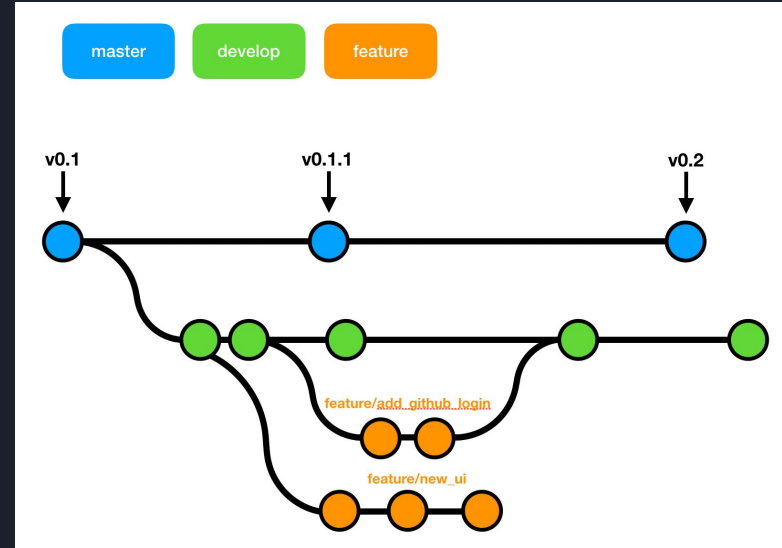 master
develop
feature
v0.1
v0.1.1
v0.2
feature/add_github_login
feature/new_ui